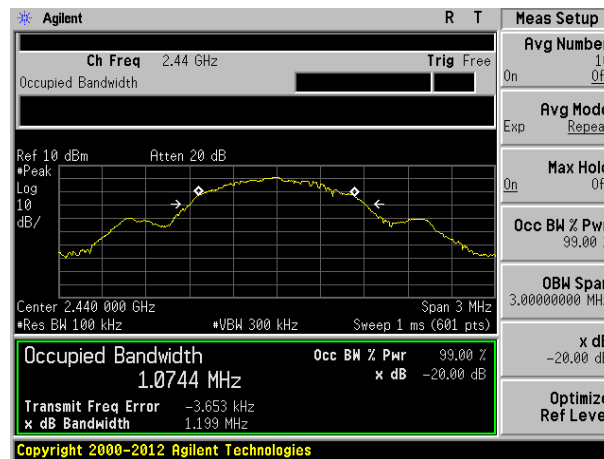 Agilent R T Meas Setup
Ch Freq 2.44 GHz Trig Free
Occupied Bandwidth
Ref 10 dBm Atten 20 dB
#Peak
Log
10
dB/
Center 2.440 000 GHz Span 3 MHz
#Res BW 100 kHz #VBW 300 kHz Sweep 1 ms (601 pts)
Occupied Bandwidth Occ BW % Pwr 99.00 %
1.0744 MHz x dB -20.00 dB
Transmit Freq Error -3.653 kHz
x dB Bandwidth 1.199 MHz
Copyright 2000-2012 Agilent Technologies
Avg Number
On
Avg Mode
Exp Repeat
Max Hold
On
Occ BW % Pwr
99.00
OBW Span
3.00000000 MHz
x dB
-20.00 dB
Optimize
Ref Level